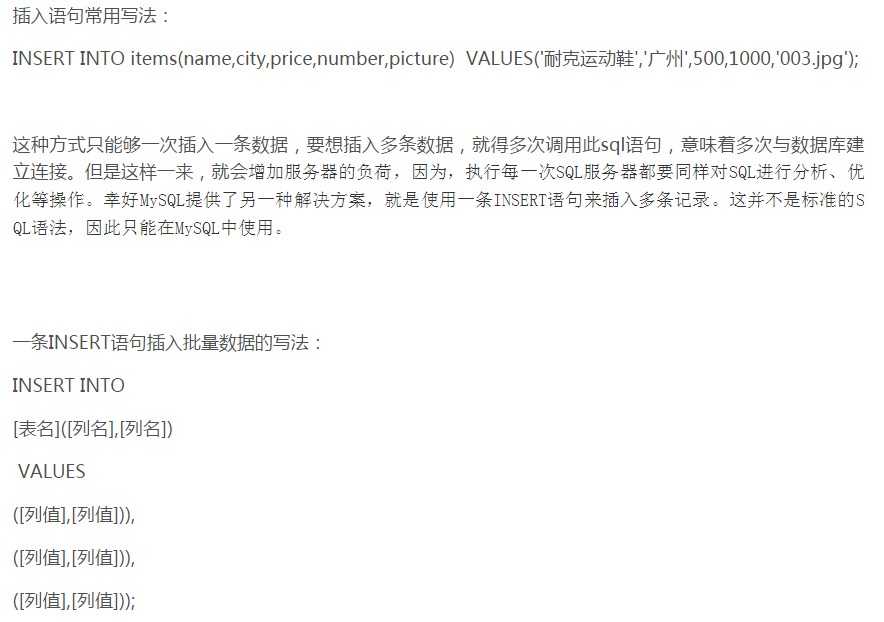 插入语句常用写法：
INSERT INTO items(name,city,price,number,picture) VALUES('耐克运动鞋','广州',500,1000,'003.jpg');
这种方式只能够一次插入一条数据，要想插入多条数据，就得多次调用此sql语句，意味着多次与数据库建
立连接。但是这样一来，就会增加服务器的负荷，因为，执行每一次SQL服务器都要同样对SQL进行分析、优
化等操作。幸好MySQL提供了另一种解决方案，就是使用一条INSERT语句来插入多条记录。这并不是标准的S
QL语法，因此只能在MySQL中使用。
一条INSERT语句插入批量数据的写法：
INSERT INTO
[表名]([列名],[列名])
VALUES
([列值],[列值])),
([列值],[列值])),
([列值],[列值]));